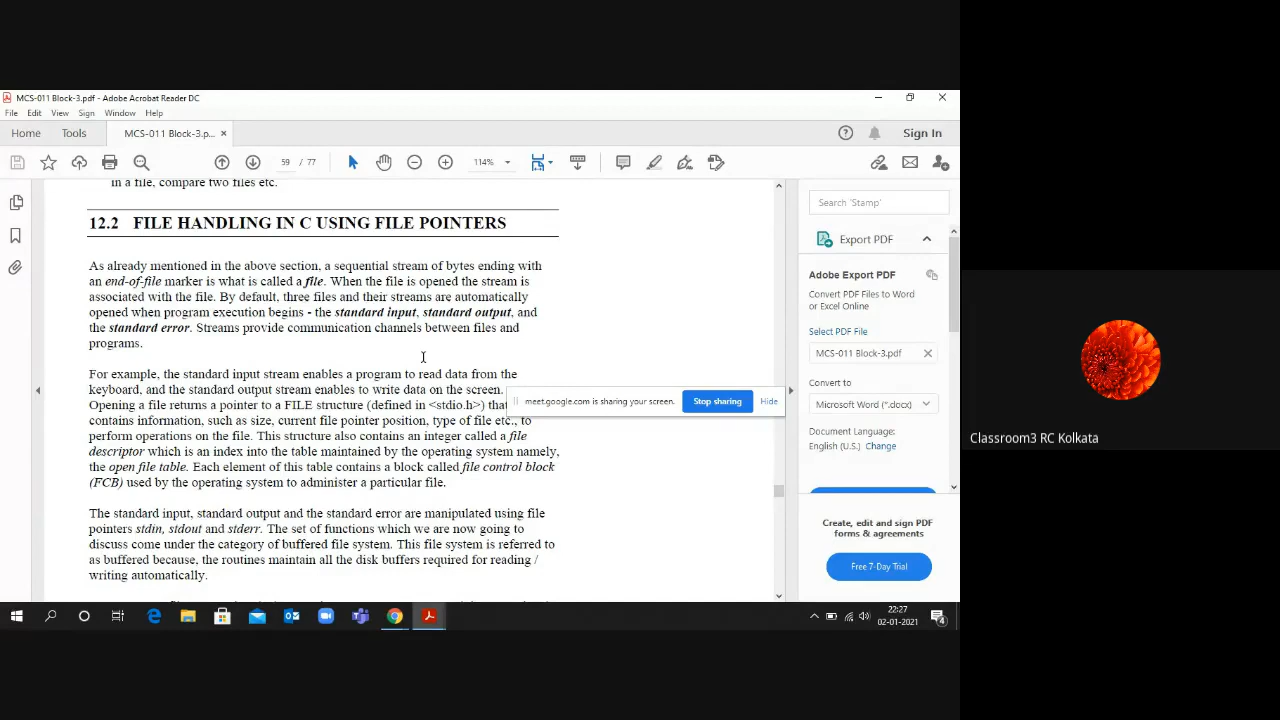 MCS-011 Block-3.pdf - Adobe Acrobat Reader DC
File Edit View Sign Window Help
Home Tools MCS-011 Block-3.p... × Sign In
59 / 77 114%
in a file, compare two files etc.
12.2 FILE HANDLING IN C USING FILE POINTERS
As already mentioned in the above section, a sequential stream of bytes ending with
an end-of-file marker is what is called a file. When the file is opened the stream is
associated with the file. By default, three files and their streams are automatically
opened when program execution begins - the standard input, standard output, and
the standard error. Streams provide communication channels between files and
programs.
For example, the standard input stream enables a program to read data from the
keyboard, and the standard output stream enables to write data on the screen.
Opening a file returns a pointer to a FILE structure (defined in <stdio.h>) that
contains information, such as size, current file pointer position, type of file etc., to
perform operations on the file. This structure also contains an integer called a file
descriptor which is an index into the table maintained by the operating system namely,
the open file table. Each element of this table contains a block called file control block
(FCB) used by the operating system to administer a particular file.
The standard input, standard output and the standard error are manipulated using file
pointers stdin, stdout and stderr. The set of functions which we are now going to
discuss come under the category of buffered file system. This file system is referred to
as buffered because, the routines maintain all the disk buffers required for reading /
writing automatically.
meet.google.com is sharing your screen. Stop sharing Hide
Search 'Stamp'
Export PDF
Adobe Export PDF
Convert PDF Files to Word
or Excel Online
Select PDF File
MCS-011 Block-3.pdf
Convert to
Microsoft Word (*.docx)
Document Language:
English (U.S.) Change
Create, edit and sign PDF
forms & agreements
Free 7-Day Trial
22:27
02-01-2021
4
Classroom3 RC Kolkata